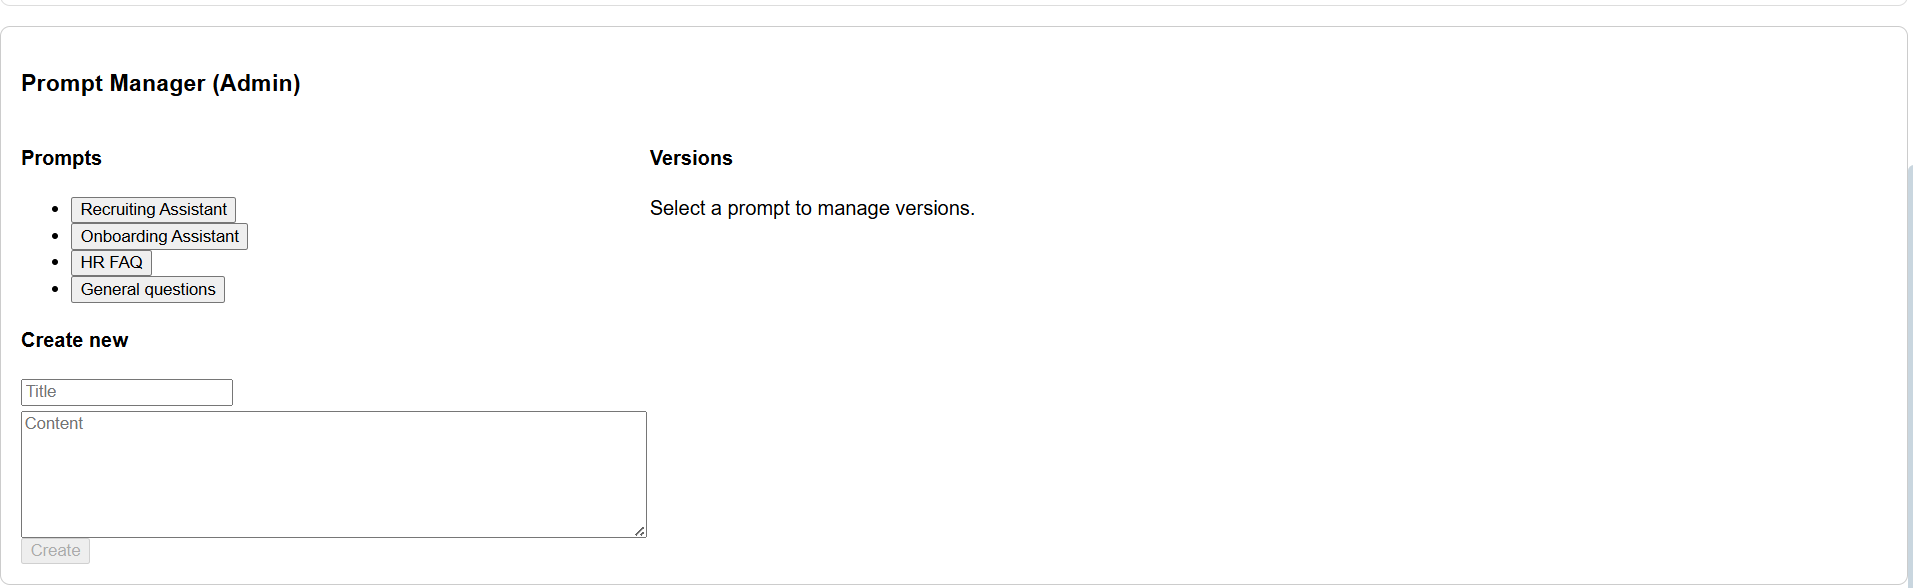 Prompt Manager (Admin)
Prompts
Recruiting Assistant
Onboarding Assistant
HR FAQ
General questions
Create new
Title
Content
Create
Versions
Select a prompt to manage versions.